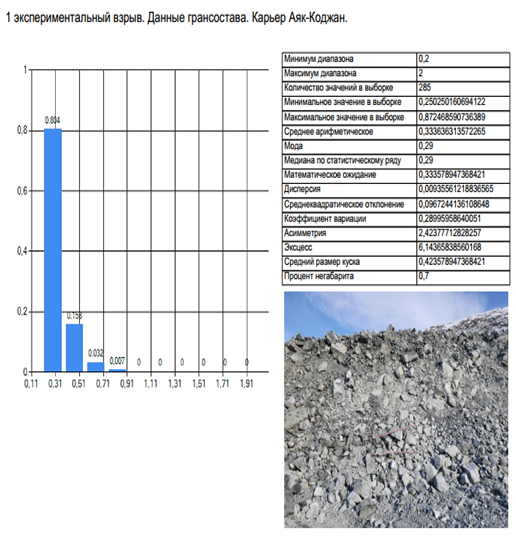 1 экспериментальный взрыв. Данные грансостава. Карьер Аяк-Коджан.
1
0.8
0,6
0,4
0,2
0
0.804
0.158
0.032
0,007
0 0 0 0 0 0
0,11 0,31 0,51 0,71 0,91 1,11 1,31 1,51 1,71 1,91
Минимум диапазона 0,2
Максимум диапазона 2
Количество значений в выборке 285
Минимальное значение в выборке 0,250250160694122
Максимальное значение в выборке 0,872468590736389
Среднее арифметическое 0,333636313572265
Мода 0,29
Медиана по статистическому ряду 0,29
Математическое ожидание 0,333578947368421
Дисперсия 0,00935561218836565
Среднеквадратическое отклонение 0,0967244136108648
Коэффициент вариации 0,28995958640051
Асимметрия 2,42377712828257
Эксцесс 6,14365838560168
Средний размер куска 0,423578947368421
Процент негабарита 0,7